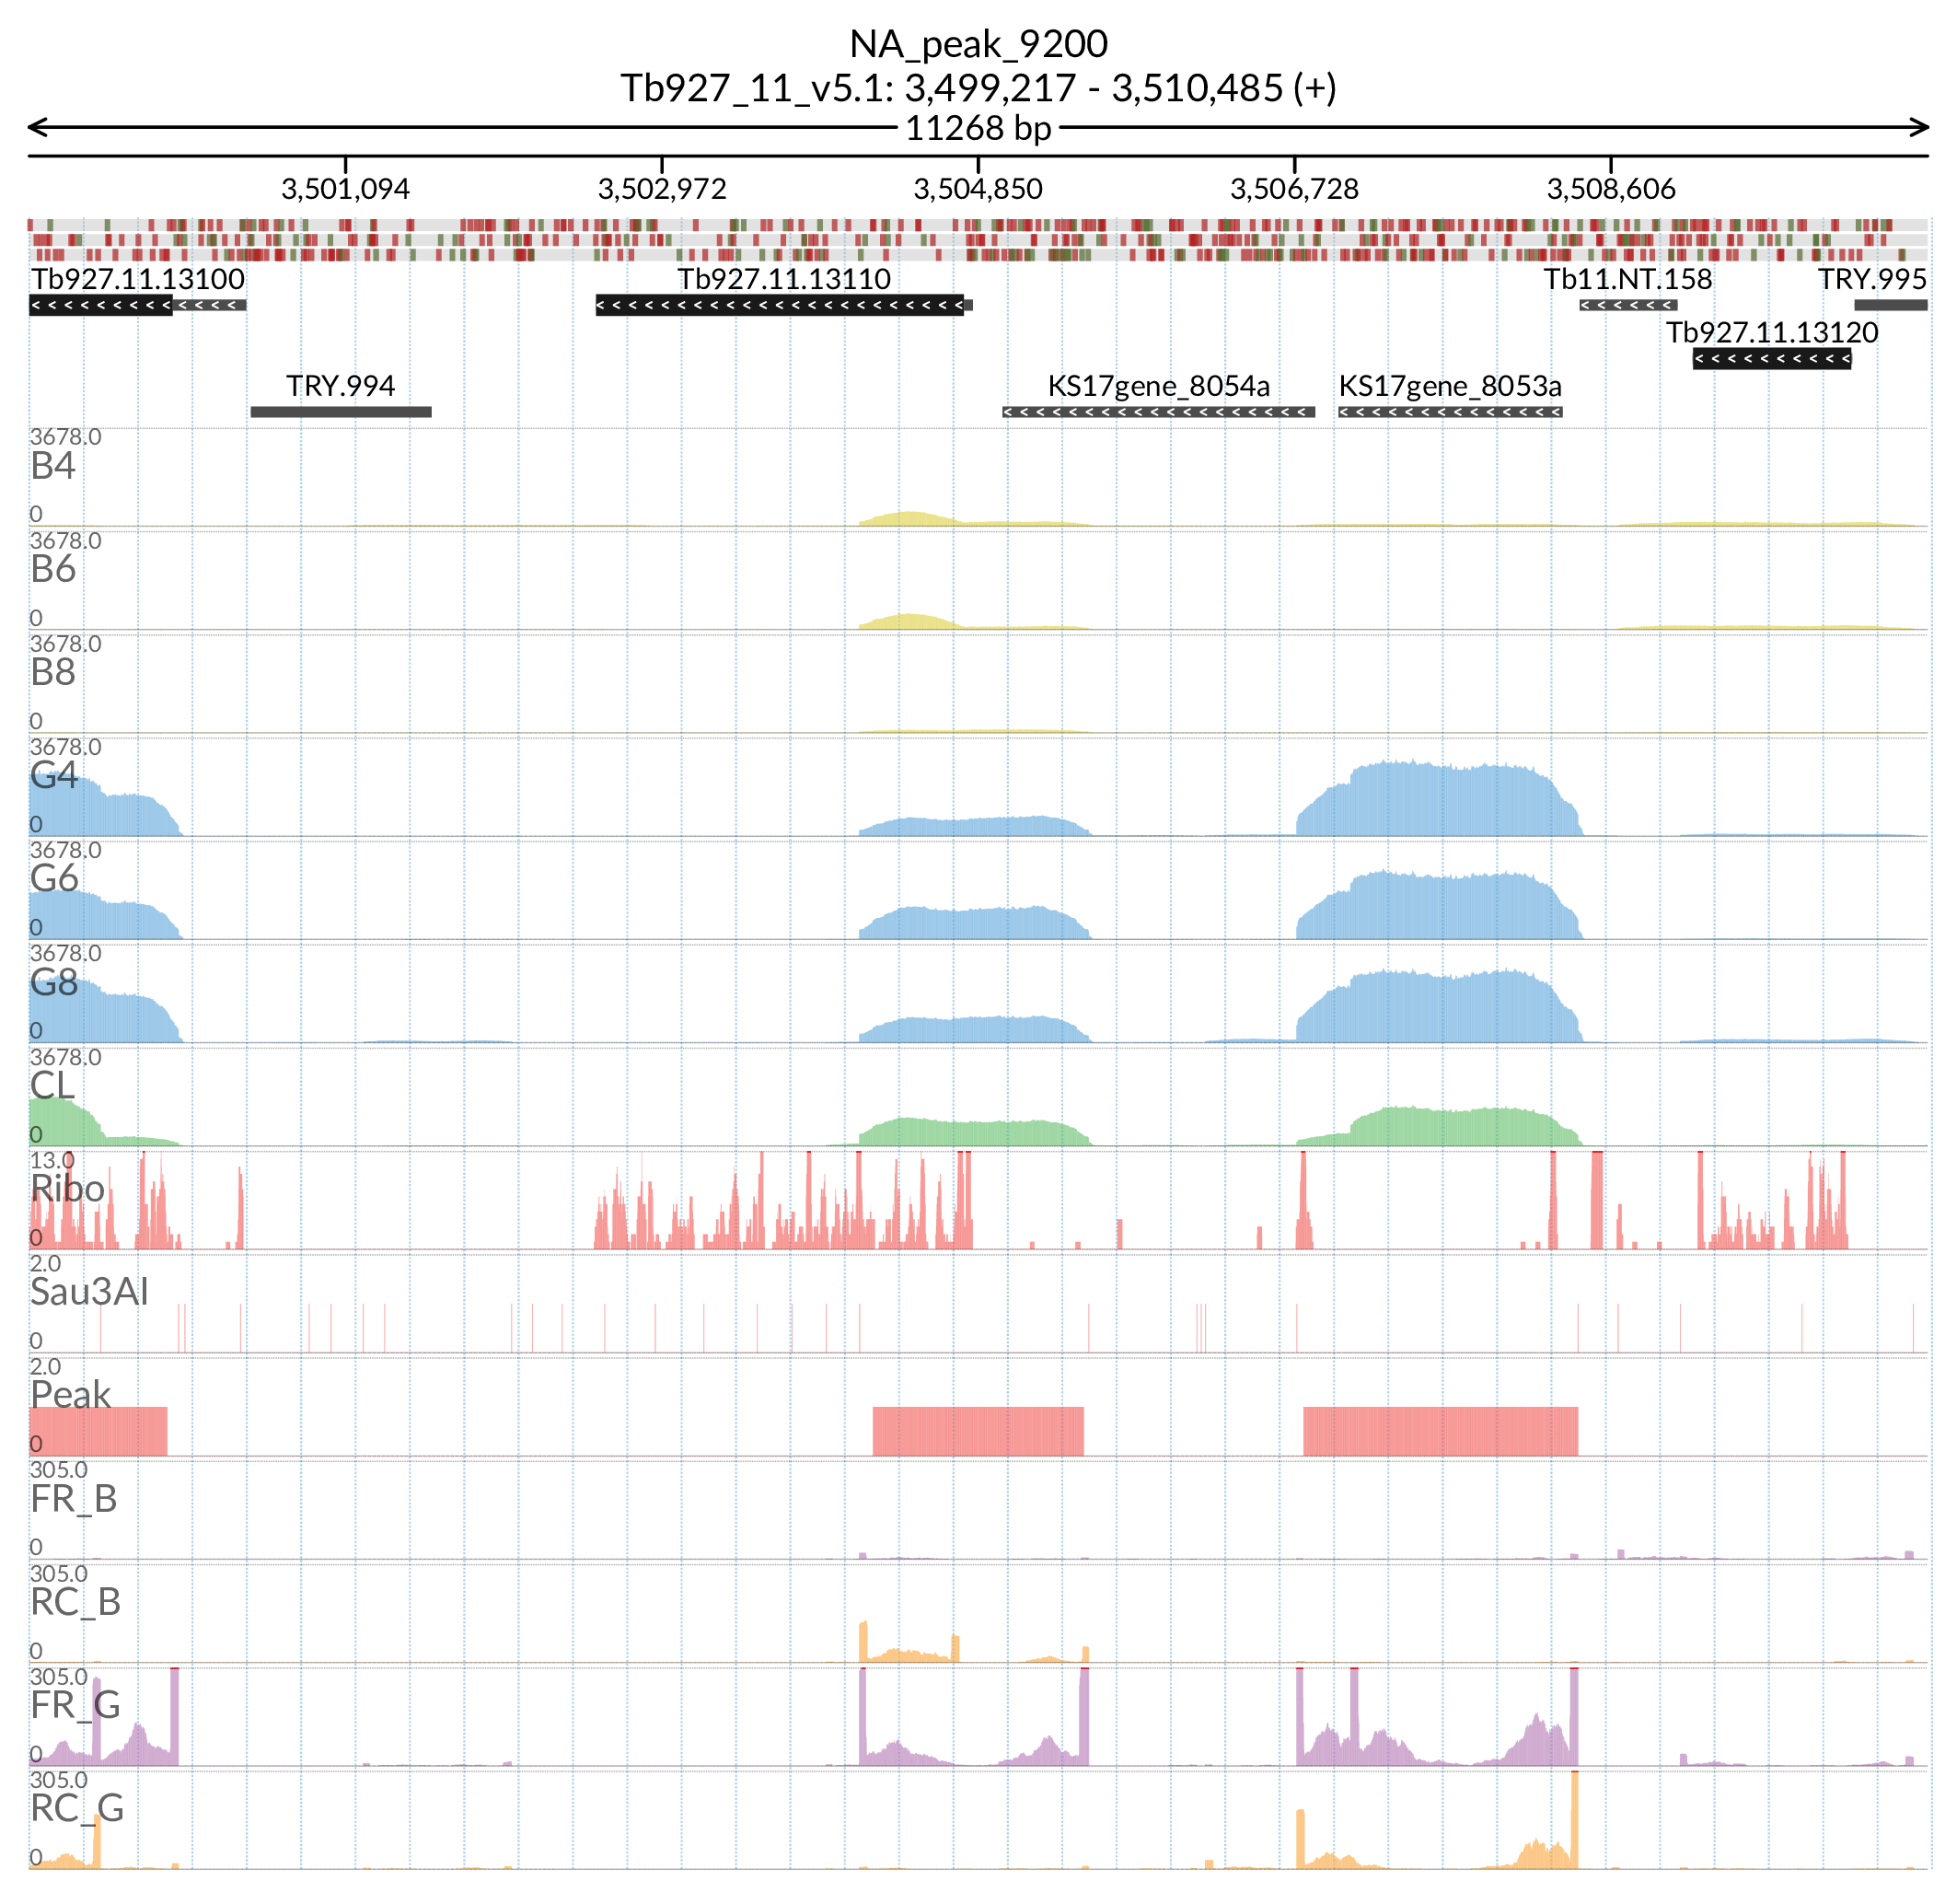 NA_peak_9200
Tb927_11_v5.1: 3,499,217 - 3,510,485 (+)
11268 bp
3,501,094 3,502,972 3,504,850 3,506,728 3,508,606
Tb927.11.13100 Tb927.11.13110 Tb11.NT.158 TRY.995
Tb927.11.13120
TRY.994 KS17gene_8054a KS17gene_8053a
3678.0
B4
0
3678.0
B6
0
3678.0
B8
0
3678.0
G4
0
3678.0
G6
0
3678.0
G8
0
3678.0
CL
0
13.0
Ribo
0
2.0
Sau3AI
0
2.0
Peak
0
305.0
FR_B
0
305.0
RC_B
0
305.0
FR_G
0
305.0
RC_G
0